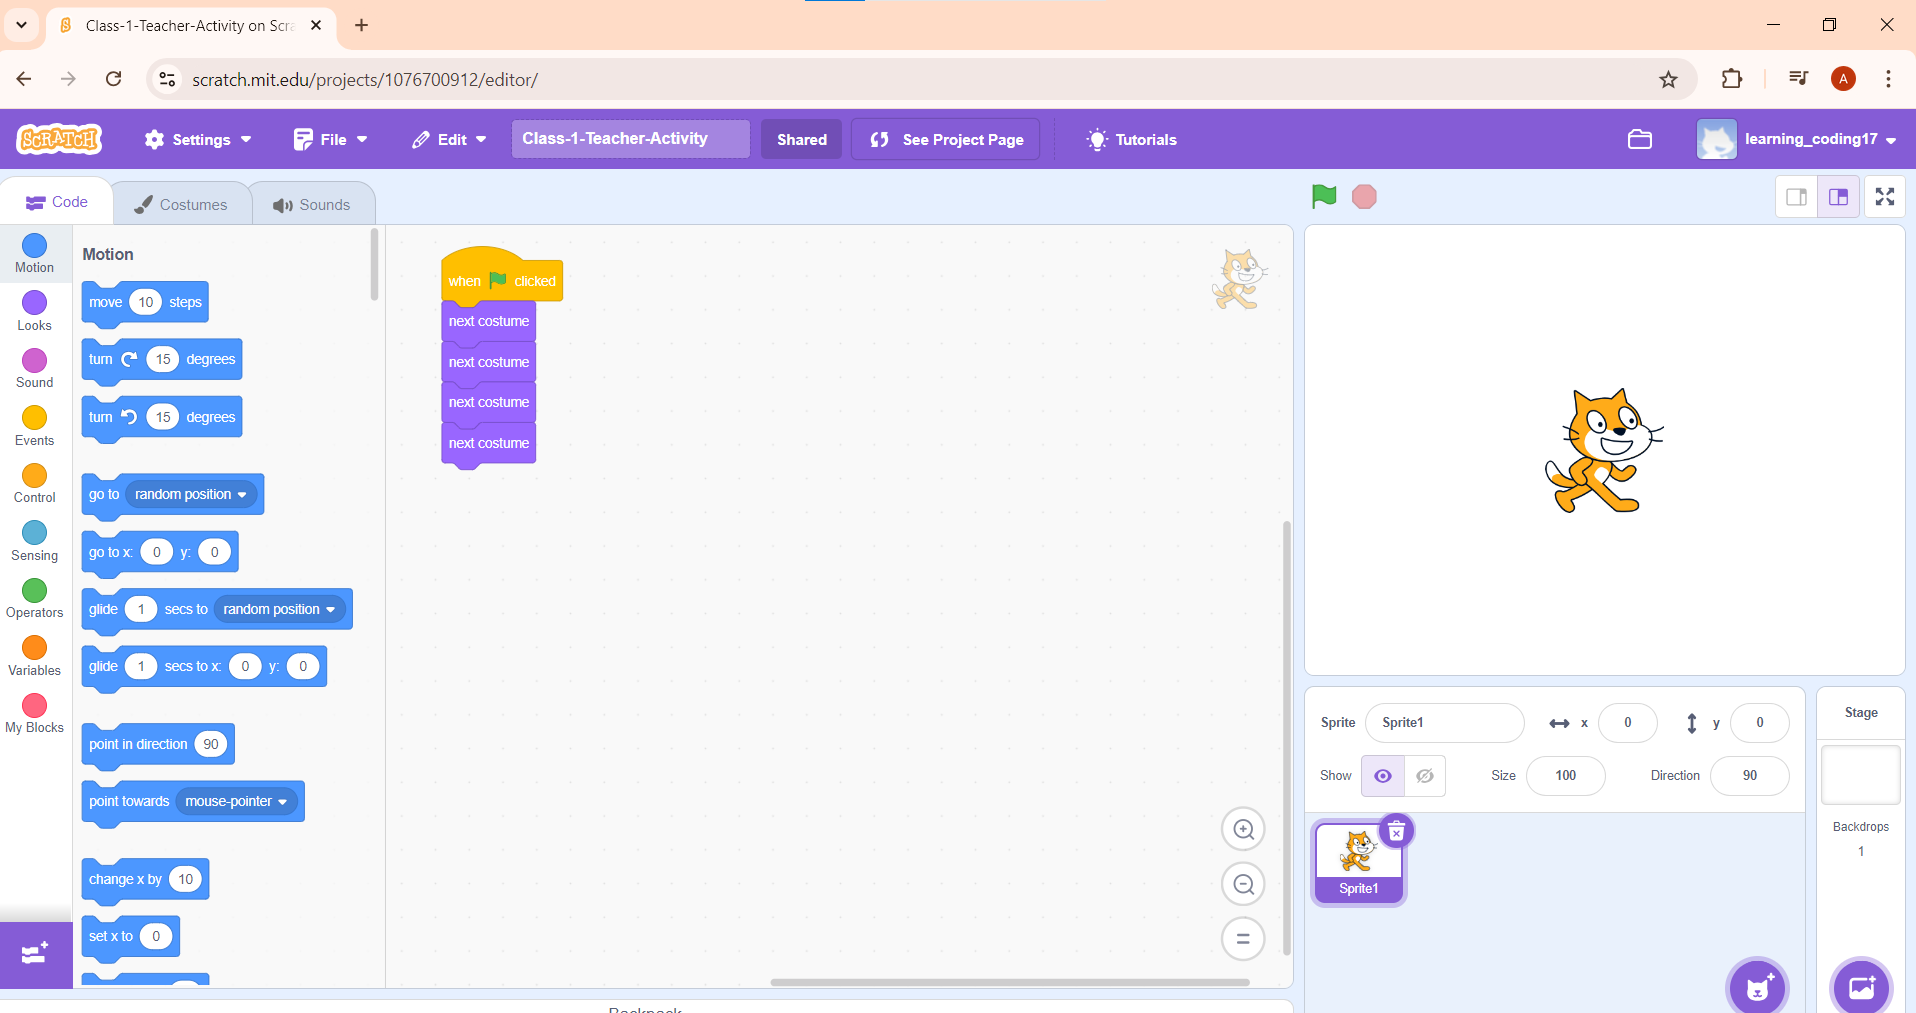 Class-1-Teacher-Activity on Scra
scratch.mit.edu/projects/1076700912/editor/
A
SCRATCH
Settings
File
Edit
Class-1-Teacher-Activity
Shared
See Project Page
Tutorials
learning_coding17
Code
Costumes
Sounds
Motion
Looks
Sound
Events
Control
Sensing
Operators
Variables
My Blocks
Motion
move 10 steps
turn 15 degrees
turn 15 degrees
go to random position
go to x: 0 y: 0
glide 1 secs to random position
glide 1 secs to x: 0 y: 0
point in direction 90
point towards mouse-pointer
change x by 10
set x to 0
when clicked
next costume
next costume
next costume
next costume
Sprite Sprite1 x 0 y 0
Show Size 100 Direction 90
Sprite1
Stage
Backdrops
1
Backpack